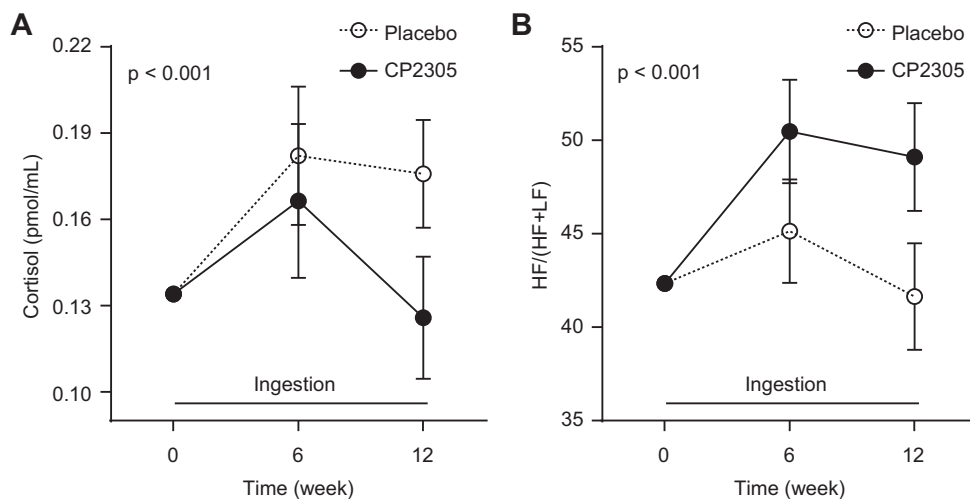 A
Placebo
CP2305
p < 0.001
0.22
0.19
0.16
0.13
0.10
Cortisol (pmol/mL)
Ingestion
0 6 12
Time (week)
B
Placebo
CP2305
p < 0.001
55
50
45
40
35
HF/(HF+LF)
Ingestion
0 6 12
Time (week)